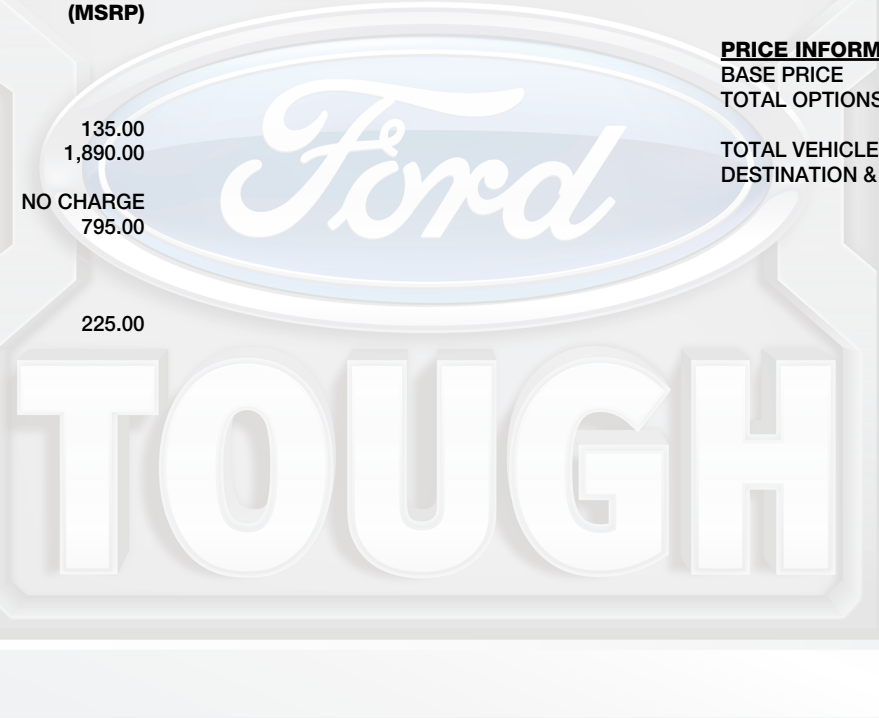 (MSRP)
135.00
1,890.00
NO CHARGE
795.00
225.00
PRICE INFORM
BASE PRICE
TOTAL OPTIONS
TOTAL VEHICLE
DESTINATION &
Ford
TOUGH